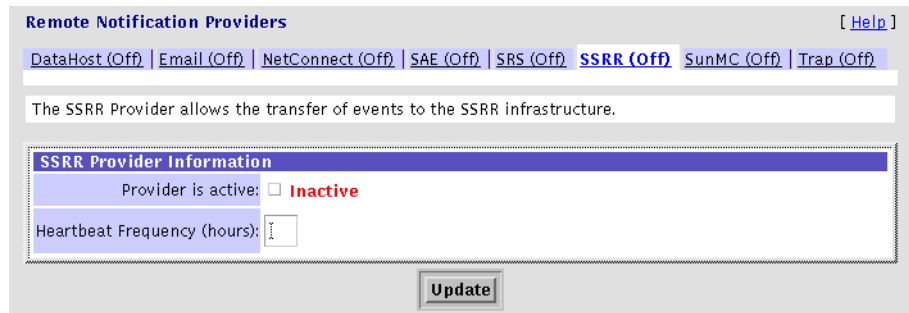 Remote Notification Providers [ Help ]
DataHost (Off) | Email (Off) | NetConnect (Off) | SAE (Off) | SRS (Off) SSRR (Off) SunMC (Off) | Trap (Off)
The SSRR Provider allows the transfer of events to the SSRR infrastructure.
SSRR Provider Information
Provider is active: Inactive
Heartbeat Frequency (hours):
Update